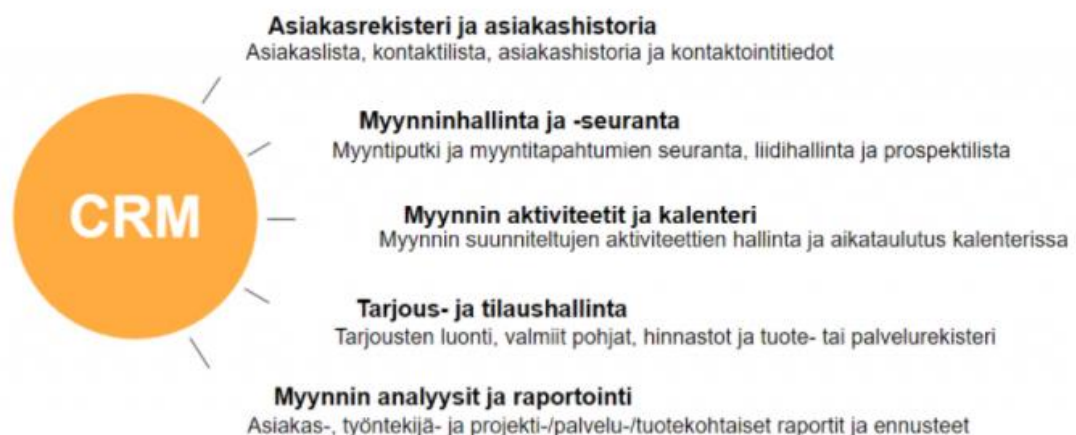 Asiakasrekisteri ja asiakashistoria
Asiakaslista, kontaktilista, asiakashistoria ja kontaktointitiedot
Myynninhallinta ja -seuranta
Myyntiputki ja myyntitapahtumien seuranta, liidihallinta ja prospektilista
CRM
Myynnin aktiviteetit ja kalenteri
Myynnin suunniteltujen aktiviteettien hallinta ja aikataulutus kalenterissa
Tarjous- ja tilaushallinta
Tarjousten luonti, valmiit pohjat, hinnastot ja tuote- tai palvelurekisteri
Myynnin analyysit ja raportointi
Asiakas-, työntekijä- ja projekti-/palvelu-/tuotekohtaiset raportit ja ennusteet